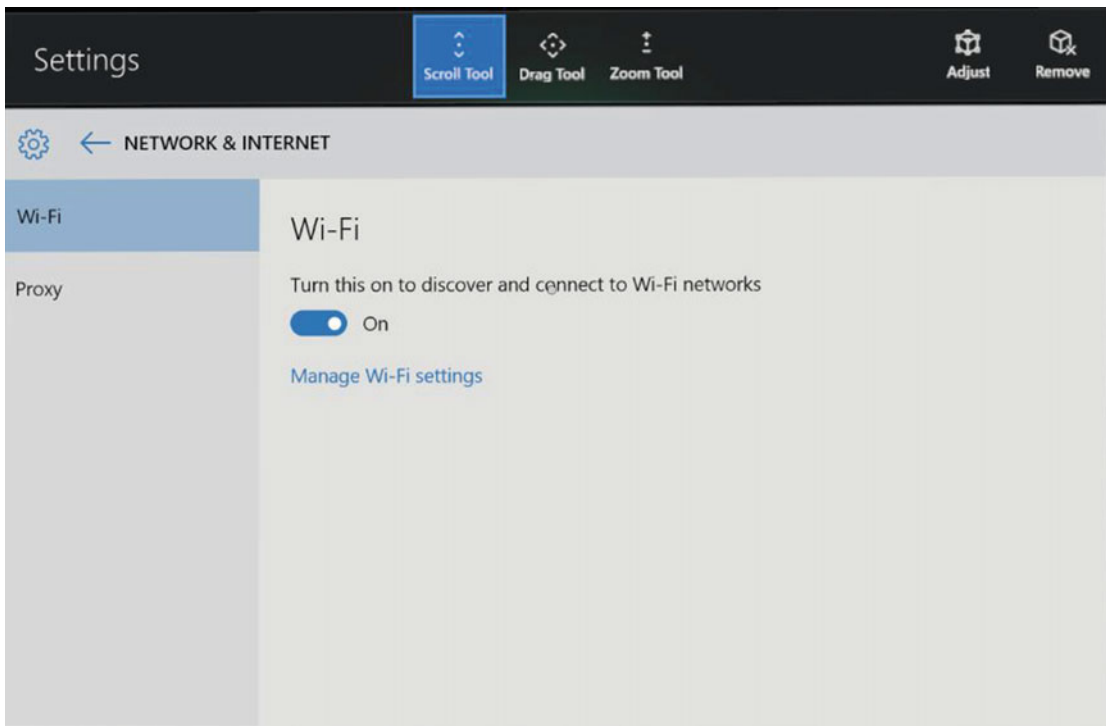 Settings
Scroll Tool
Drag Tool
Zoom Tool
Adjust
Remove
NETWORK & INTERNET
Wi-Fi
Proxy
Wi-Fi
Turn this on to discover and connect to Wi-Fi networks
On
Manage Wi-Fi settings